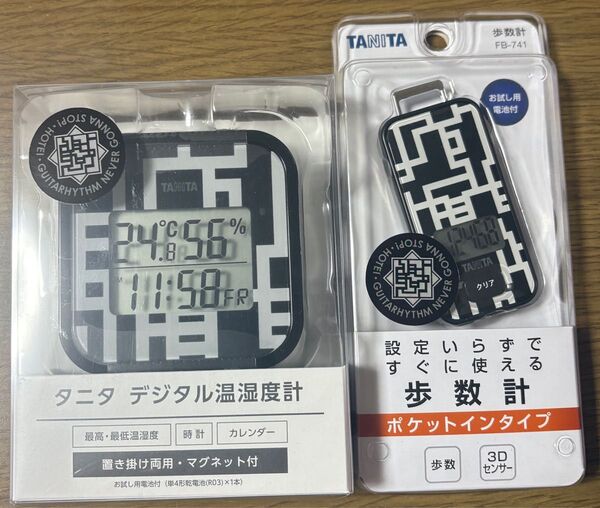 HOTEI・GUITARHYTHM NEVER GONNA STOP!・
TANITA
24.8℃ 56%
11:58 FR
タニタ デジタル温湿度計
最高・最低温湿度
時計
カレンダー
置き掛け両用・マグネット付
お試し用電池付(単4形乾電池(R03)×1本)
TANITA
歩数計
FB-741
お試し用
電池付
TANITA
クリア
HOTEI・GUITARHYTHM NEVER GONNA STOP!・
設定いらずで
すぐに使える
歩数計
ポケットインタイプ
歩数
3D
センサー